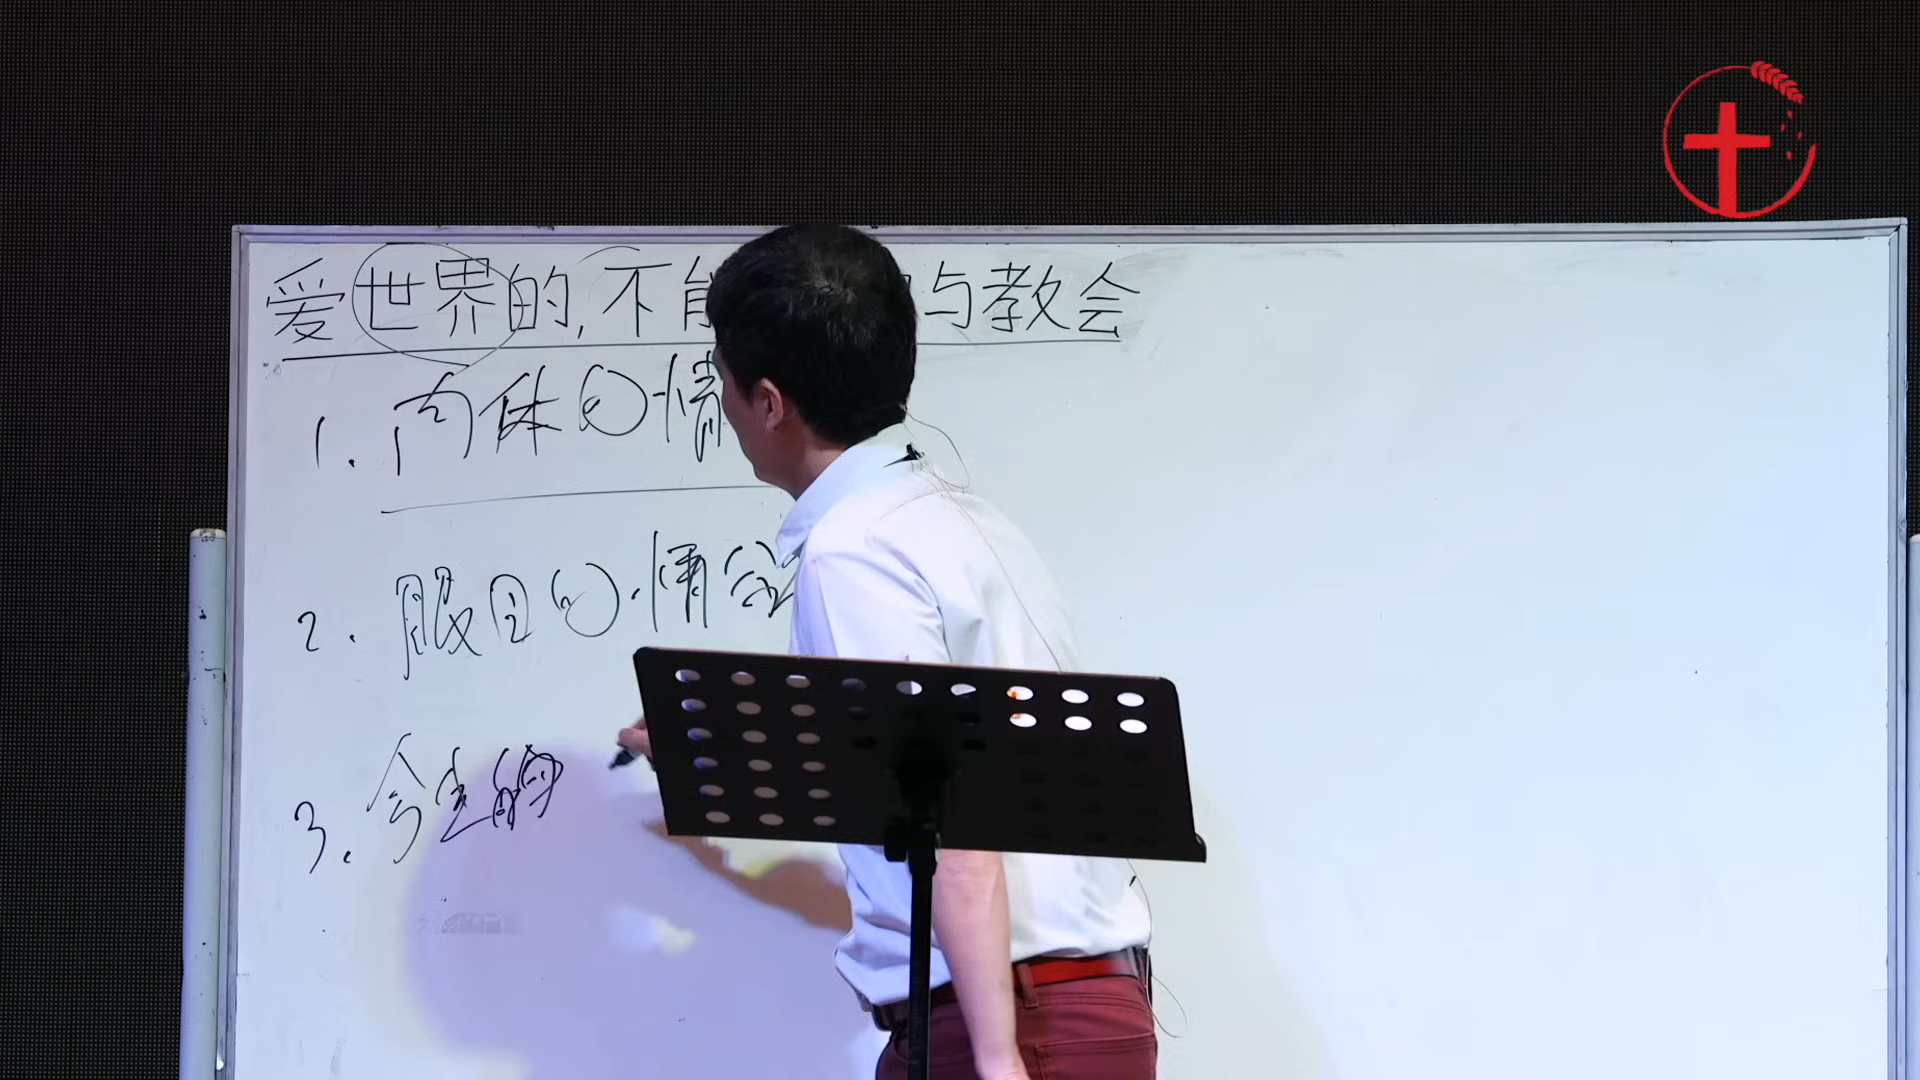 爱世界的,不能 与教会
1. 肉体的情
2. 眼目的情
3. 今生的